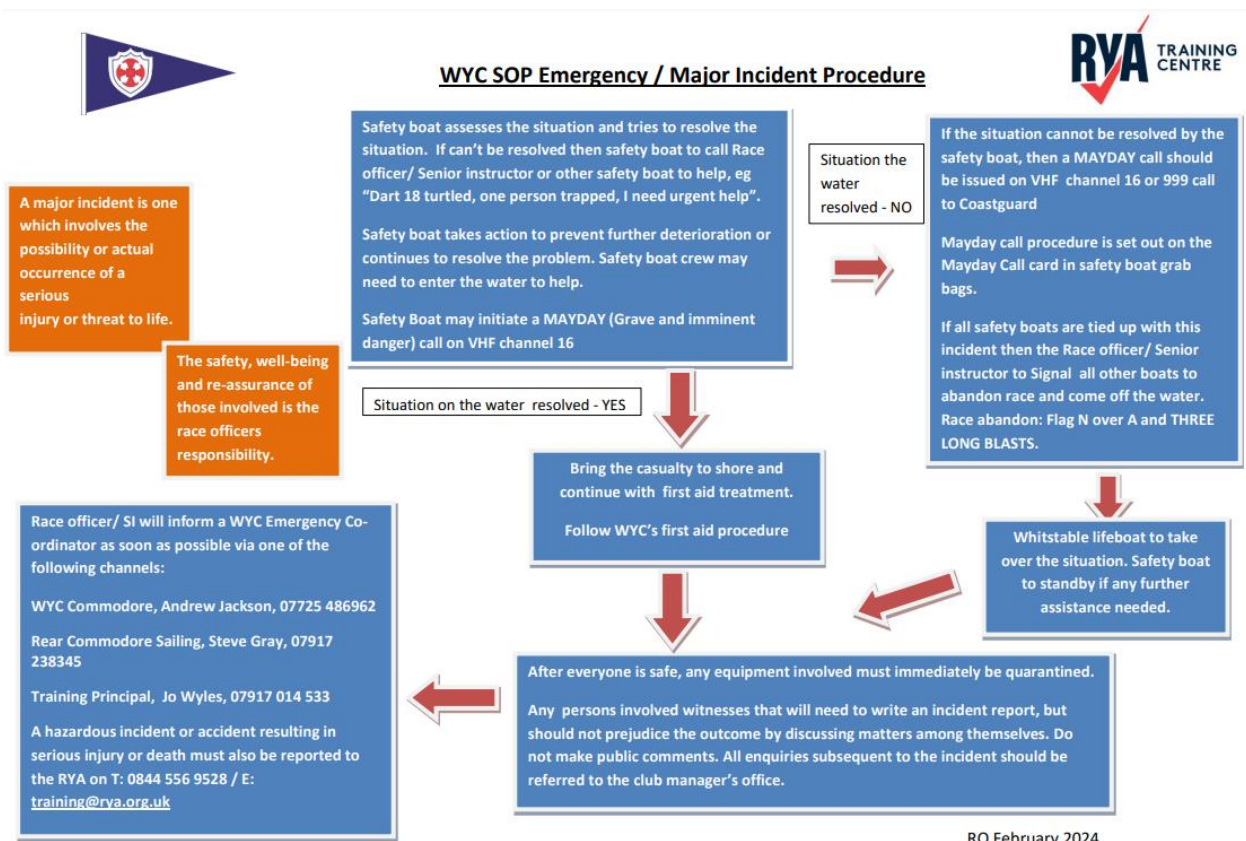 WYC SOP Emergency / Major Incident Procedure
RYA TRAINING
CENTRE
A major incident is one
which involves the
possibility or actual
occurrence of a
serious
injury or threat to life.
The safety, well-being
and re-assurance of
those involved is the
race officers
responsibility.
Safety boat assesses the situation and tries to resolve the
situation. If can't be resolved then safety boat to call Race
officer/ Senior instructor or other safety boat to help, eg
“Dart 18 turtled, one person trapped, I need urgent help”.
Safety boat takes action to prevent further deterioration or
continues to resolve the problem. Safety boat crew may
need to enter the water to help.
Safety Boat may initiate a MAYDAY (Grave and imminent
danger) call on VHF channel 16
Situation the
water
resolved - NO
If the situation cannot be resolved by the
safety boat, then a MAYDAY call should
be issued on VHF channel 16 or 999 call
to Coastguard
Mayday call procedure is set out on the
Mayday Call card in safety boat grab
bags.
If all safety boats are tied up with this
incident then the Race officer/ Senior
instructor to Signal all other boats to
abandon race and come off the water.
Race abandon: Flag N over A and THREE
LONG BLASTS.
Situation on the water resolved - YES
Bring the casualty to shore and
continue with first aid treatment.
Follow WYC's first aid procedure
Whitstable lifeboat to take
over the situation. Safety boat
to standby if any further
assistance needed.
After everyone is safe, any equipment involved must immediately be quarantined.
Any persons involved witnesses that will need to write an incident report, but
should not prejudice the outcome by discussing matters among themselves. Do
not make public comments. All enquiries subsequent to the incident should be
referred to the club manager's office.
Race officer/ SI will inform a WYC Emergency Co-
ordinator as soon as possible via one of the
following channels:
WYC Commodore, Andrew Jackson, 07725 486962
Rear Commodore Sailing, Steve Gray, 07917
238345
Training Principal, Jo Wyles, 07917 014 533
A hazardous incident or accident resulting in
serious injury or death must also be reported to
the RYA on T: 0844 556 9528 / E:
training@rya.org.uk
RO February 2024